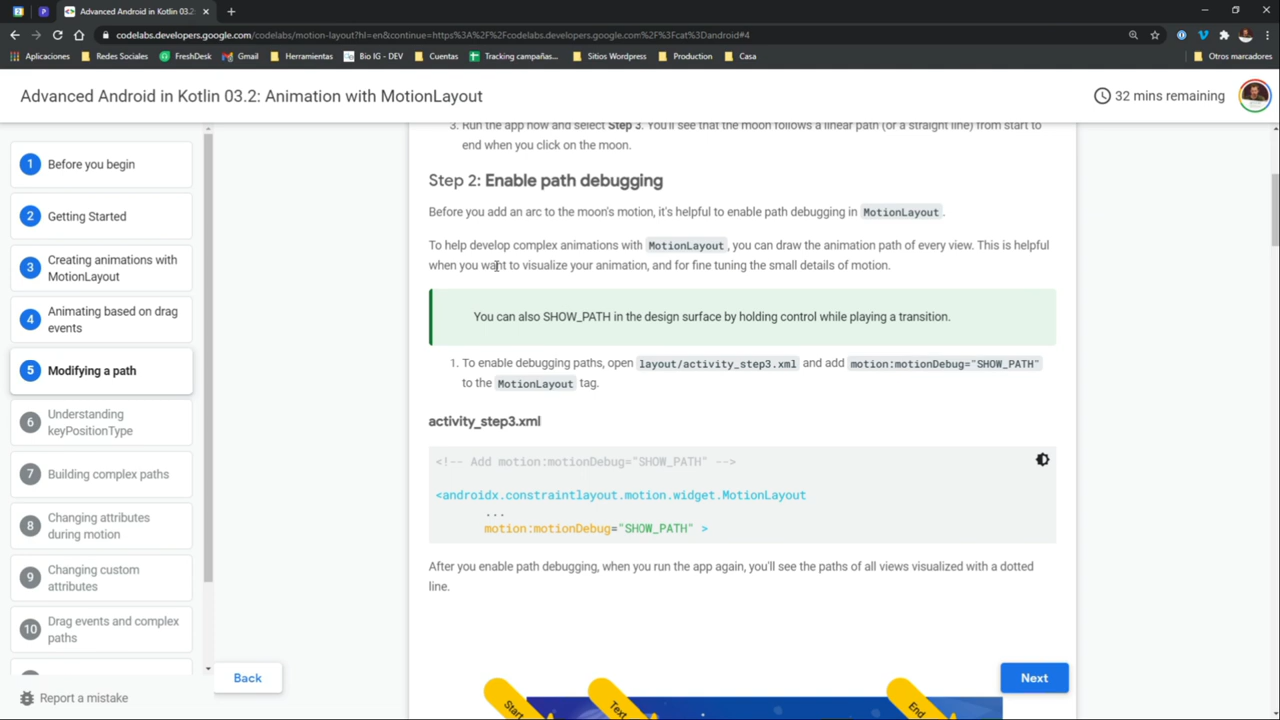 Advanced Android in Kotlin 03.2:
codelabs.developers.google.com/codelabs/motion-layout?hl=en&continue=https%3A%2F%2Fcodelabs.developers.google.com%2F%3Fcat%3Dandroid#4
Aplicaciones Redes Sociales FreshDesk Gmail Herramientas Bio IG - DEV Cuentas Tracking campañas... Sitios Wordpress Production Casa Otros marcadores
Advanced Android in Kotlin 03.2: Animation with MotionLayout
32 mins remaining
1 Before you begin
2 Getting Started
3 Creating animations with
MotionLayout
4 Animating based on drag
events
5 Modifying a path
6 Understanding
keyPositionType
7 Building complex paths
8 Changing attributes
during motion
9 Changing custom
attributes
10 Drag events and complex
paths
Report a mistake
3. Run the app now and select Step 3. You'll see that the moon follows a linear path (or a straight line) from start to
end when you click on the moon.
Step 2: Enable path debugging
Before you add an arc to the moon's motion, it's helpful to enable path debugging in MotionLayout.
To help develop complex animations with MotionLayout, you can draw the animation path of every view. This is helpful
when you want to visualize your animation, and for fine tuning the small details of motion.
You can also SHOW_PATH in the design surface by holding control while playing a transition.
1. To enable debugging paths, open layout/activity_step3.xml and add motion:motionDebug="SHOW_PATH"
to the MotionLayout tag.
activity_step3.xml
<!-- Add motion:motionDebug="SHOW_PATH" -->
<androidx.constraintlayout.motion.widget.MotionLayout
...
motion:motionDebug="SHOW_PATH" >
After you enable path debugging, when you run the app again, you'll see the paths of all views visualized with a dotted
line.
Back
Next
Start
Text
End